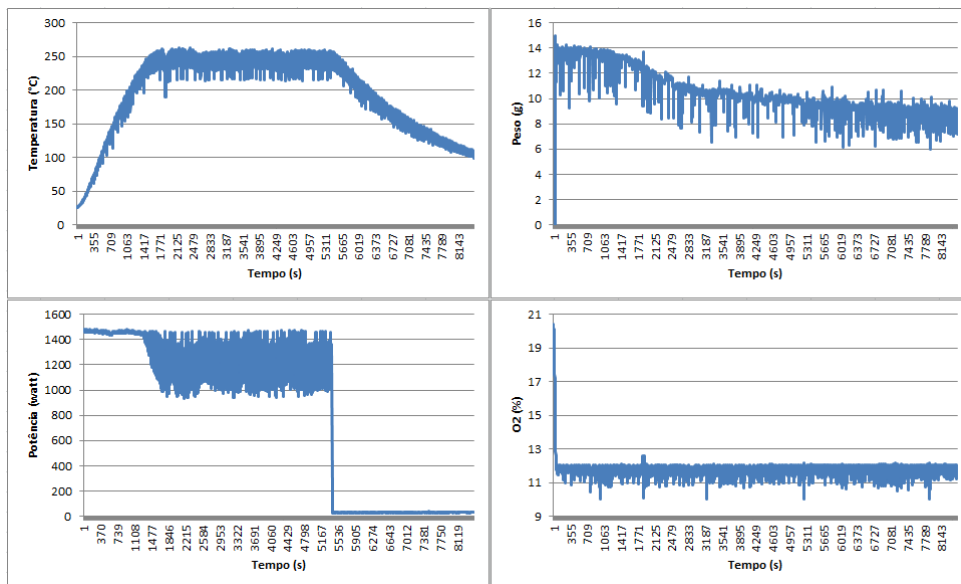 300
250
200
150
100
50
0
Temperatura (°C)
1 355 709 1063 1417 1771 2125 2479 2833 3187 3541 3895 4249 4603 4957 5311 5665 6019 6373 6727 7081 7435 7789 8143
Tempo (s)
16
14
12
10
8
6
4
2
0
Peso (g)
1 355 709 1063 1417 1771 2125 2479 2833 3187 3541 3895 4249 4603 4957 5311 5665 6019 6373 6727 7081 7435 7789 8143
Tempo (s)
1600
1400
1200
1000
800
600
400
200
0
Potência (watt)
1 370 739 1108 1477 1846 2215 2584 2953 3322 3691 4060 4429 4798 5167 5536 5905 6274 6643 7012 7381 7750 8119
Tempo (s)
21
19
17
15
13
11
9
O2 (%)
1 355 709 1063 1417 1771 2125 2479 2833 3187 3541 3895 4249 4603 4957 5311 5665 6019 6373 6727 7081 7435 7789 8143
Tempo (s)